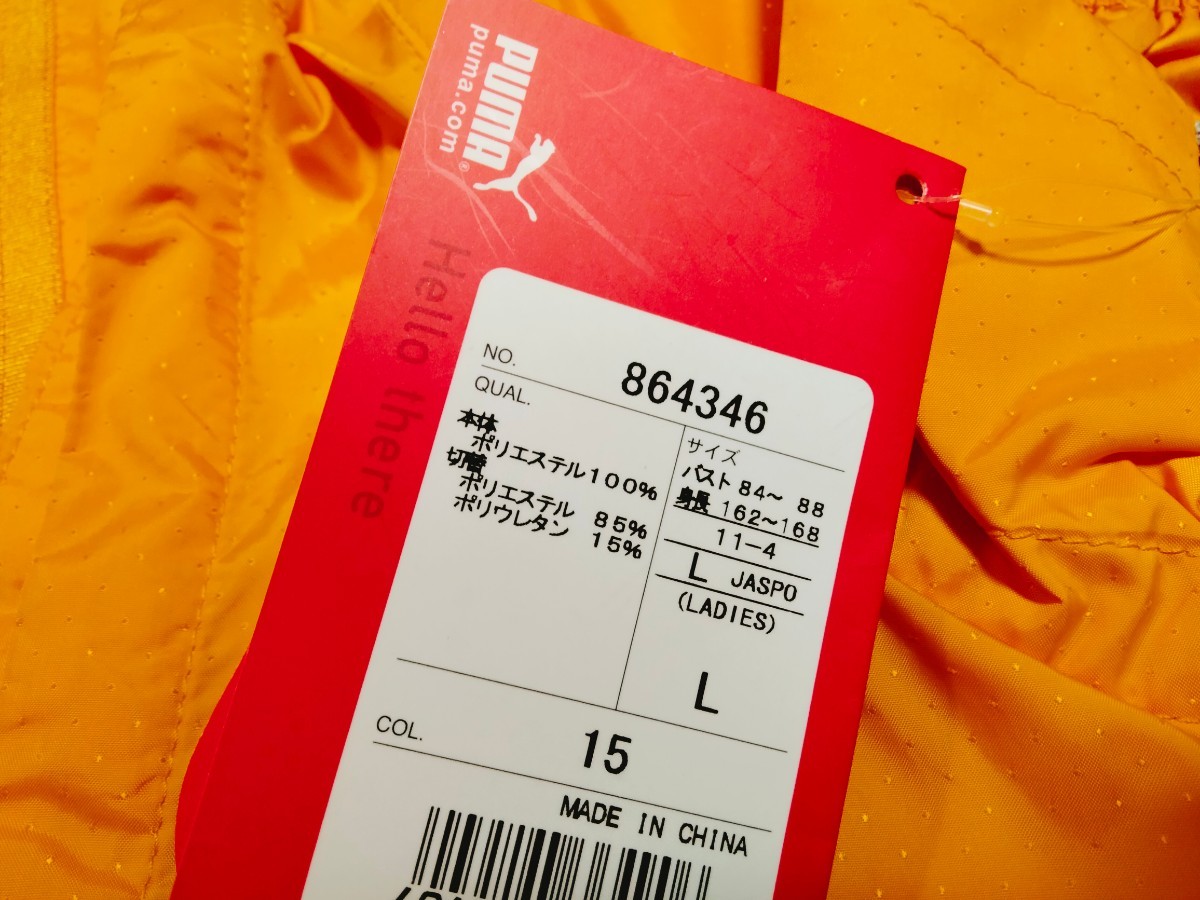 PUMA®
puma.com
Hello there
NO. 864346
QUAL.
本体
ポリエステル100%
切替
ポリエステル 85%
ポリウレタン 15%
サイズ
バスト 84～ 88
身長 162～168
11-4
L JASPO
(LADIES)
L
COL. 15
MADE IN CHINA